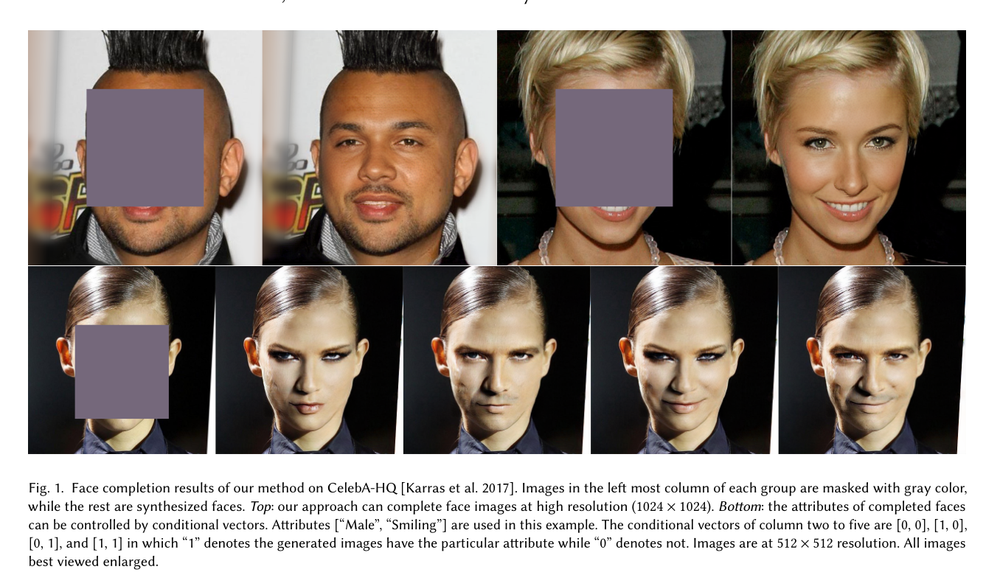 Fig. 1. Face completion results of our method on CelebA-HQ [Karras et al. 2017]. Images in the left most column of each group are masked with gray color,
while the rest are synthesized faces. Top: our approach can complete face images at high resolution (1024 × 1024). Bottom: the attributes of completed faces
can be controlled by conditional vectors. Attributes [“Male”, “Smiling”] are used in this example. The conditional vectors of column two to five are [0, 0], [1, 0],
[0, 1], and [1, 1] in which “1” denotes the generated images have the particular attribute while “0” denotes not. Images are at 512 × 512 resolution. All images
best viewed enlarged.